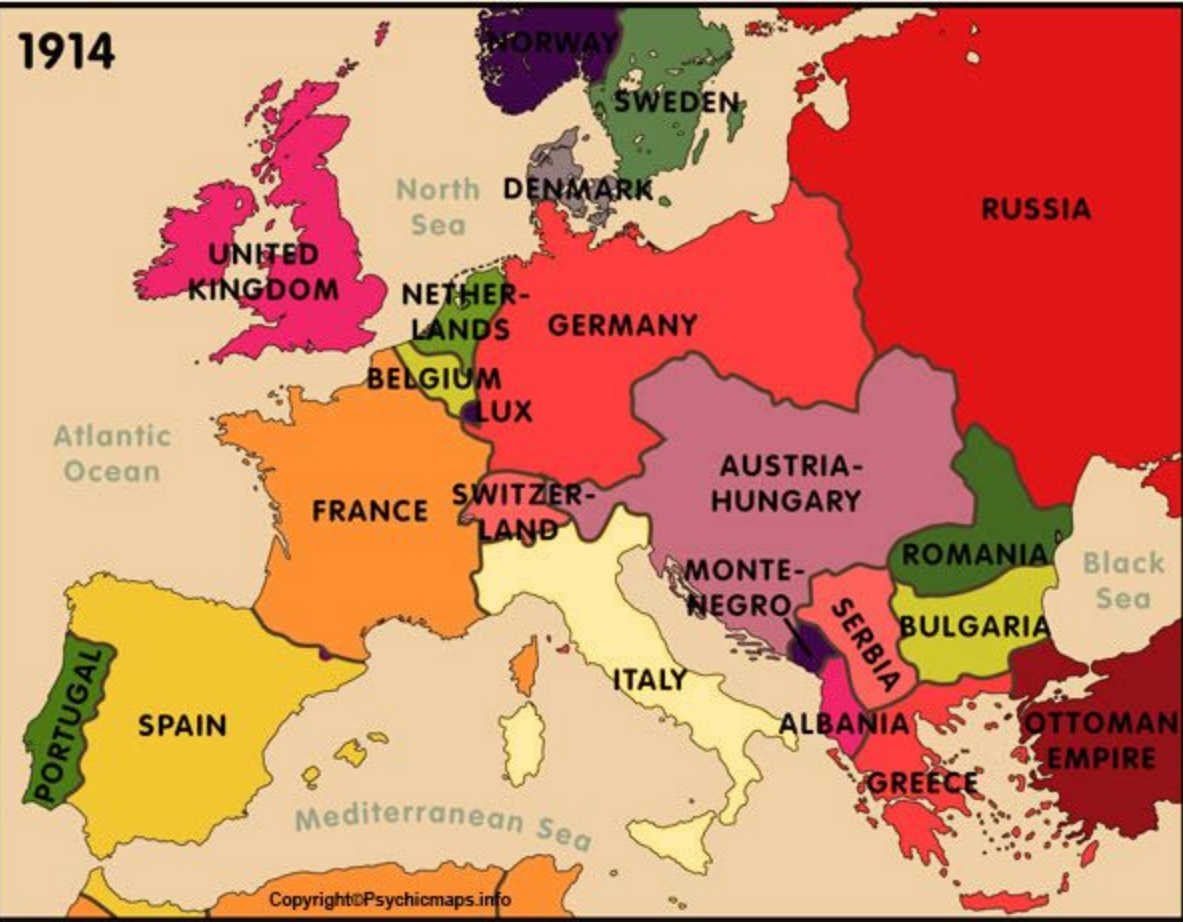 1914
NORWAY
SWEDEN
North
Sea
DENMARK
RUSSIA
UNITED
KINGDOM
NETHER-
LANDS
GERMANY
BELGIUM
LUX
Atlantic
Ocean
FRANCE
SWITZER-
LAND
AUSTRIA-
HUNGARY
ROMANIA
Black
Sea
MONTE-
NEGRO
SERBIA
BULGARIA
ITALY
PORTUGAL
SPAIN
ALBANIA
OTTOMAN
EMPIRE
GREECE
Mediterranean Sea
Copyright©Psychicmaps.info